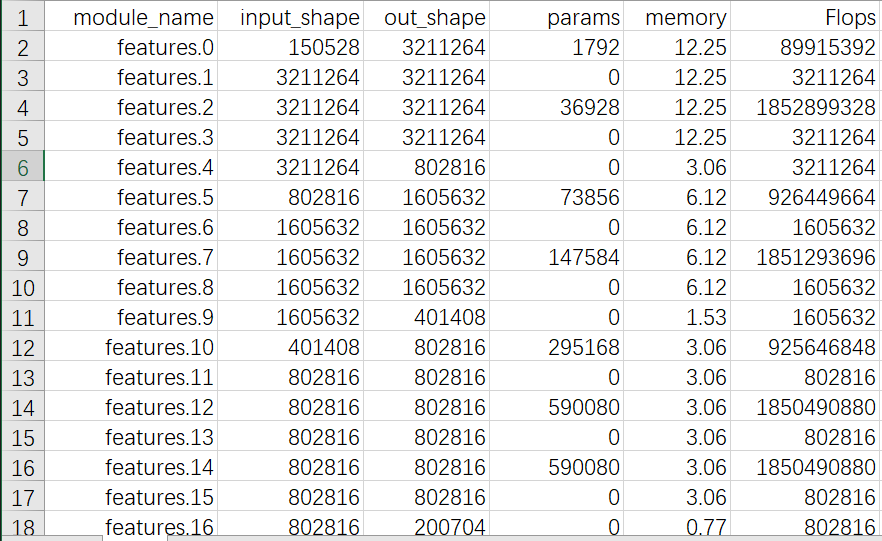 1 module_name input_shape out_shape params memory Flops
2 features.0 150528 3211264 1792 12.25 89915392
3 features.1 3211264 3211264 0 12.25 3211264
4 features.2 3211264 3211264 36928 12.25 1852899328
5 features.3 3211264 3211264 0 12.25 3211264
6 features.4 3211264 802816 0 3.06 3211264
7 features.5 802816 1605632 73856 6.12 926449664
8 features.6 1605632 1605632 0 6.12 1605632
9 features.7 1605632 1605632 147584 6.12 1851293696
10 features.8 1605632 1605632 0 6.12 1605632
11 features.9 1605632 401408 0 1.53 1605632
12 features.10 401408 802816 295168 3.06 925646848
13 features.11 802816 802816 0 3.06 802816
14 features.12 802816 802816 590080 3.06 1850490880
15 features.13 802816 802816 0 3.06 802816
16 features.14 802816 802816 590080 3.06 1850490880
17 features.15 802816 802816 0 3.06 802816
18 features.16 802816 200704 0 0.77 802816